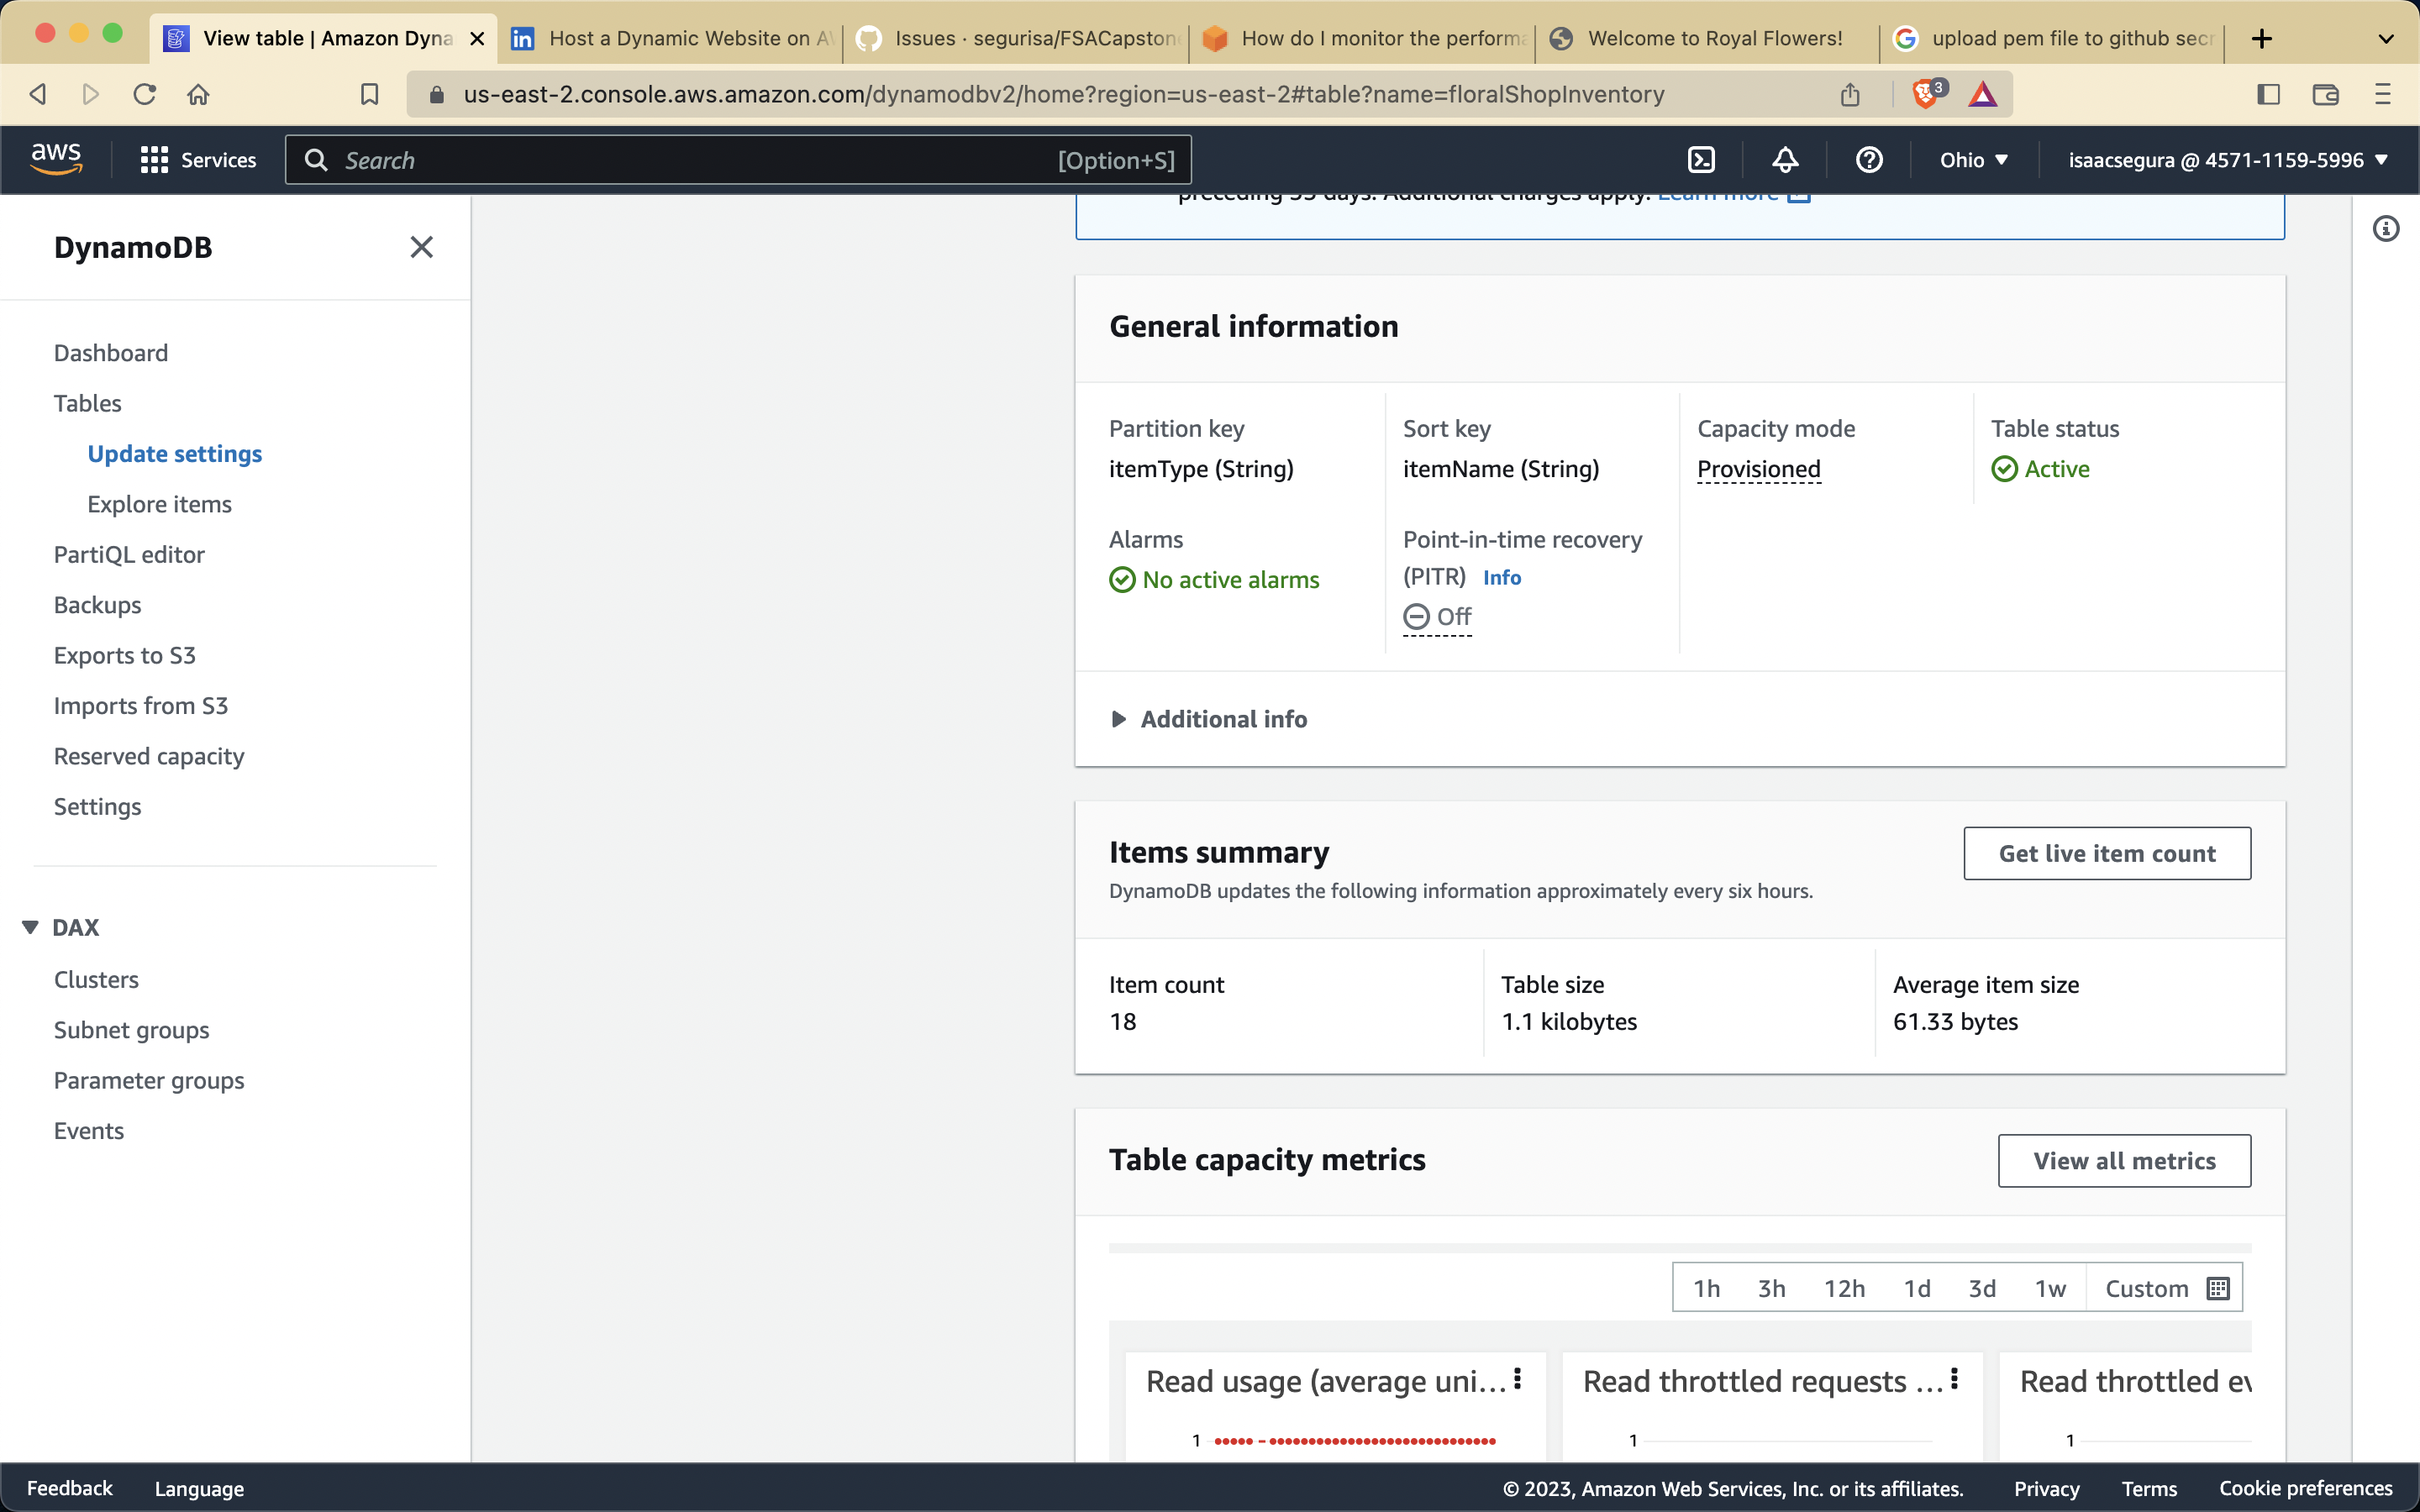 View table | Amazon Dyna
Host a Dynamic Website on AW
Issues · segurisa/FSACapston
How do I monitor the performa
Welcome to Royal Flowers!
upload pem file to github secr
us-east-2.console.aws.amazon.com/dynamodbv2/home?region=us-east-2#table?name=floralShopInventory
3
aws
Services
Search
[Option+S]
Ohio
isaacsegura @ 4571-1159-5996
DynamoDB
Dashboard
Tables
Update settings
Explore items
PartiQL editor
Backups
Exports to S3
Imports from S3
Reserved capacity
Settings
DAX
Clusters
Subnet groups
Parameter groups
Events
preceding 35 days. Additional charges apply. Learn more
General information
Partition key
itemType (String)
Sort key
itemName (String)
Capacity mode
Provisioned
Table status
Active
Alarms
No active alarms
Point-in-time recovery
(PITR) Info
Off
Additional info
Items summary
Get live item count
DynamoDB updates the following information approximately every six hours.
Item count
18
Table size
1.1 kilobytes
Average item size
61.33 bytes
Table capacity metrics
View all metrics
1h 3h 12h 1d 3d 1w Custom
Read usage (average uni...
1
Read throttled requests ...
1
Read throttled ev
1
Feedback
Language
© 2023, Amazon Web Services, Inc. or its affiliates.
Privacy
Terms
Cookie preferences